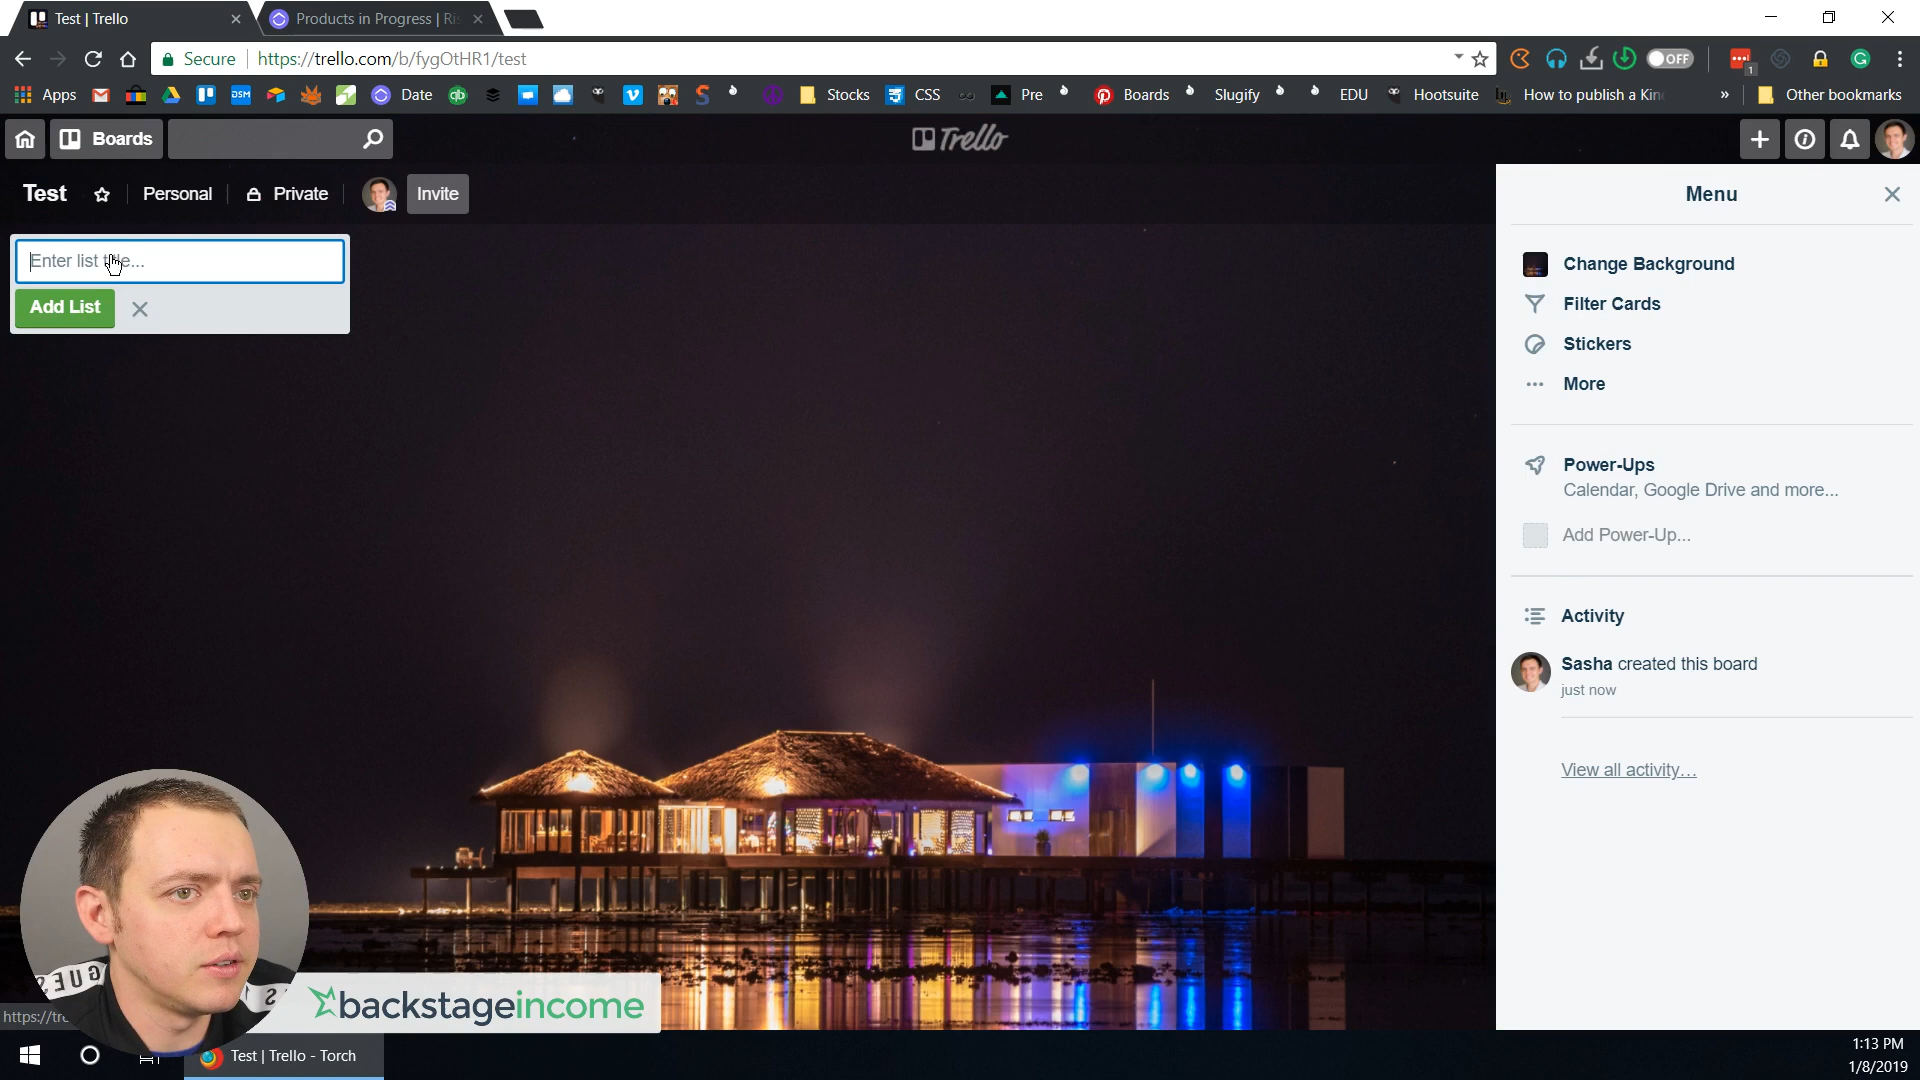 Test | Trello
Products in Progress | Ris
Secure
https://trello.com/b/fygOtHR1/test
OFF
1
Apps
DSM
Date
Stocks
CSS
Pre
Boards
Slugify
EDU
Hootsuite
How to publish a Kin
»
Other bookmarks
Boards
Trello
Test
Personal
Private
Invite
Enter list title...
Add List
Menu
Change Background
Filter Cards
Stickers
More
Power-Ups
Calendar, Google Drive and more...
Add Power-Up...
Activity
Sasha created this board
just now
View all activity...
backstageincome
https://tre
Test | Trello - Torch
1:13 PM
1/8/2019